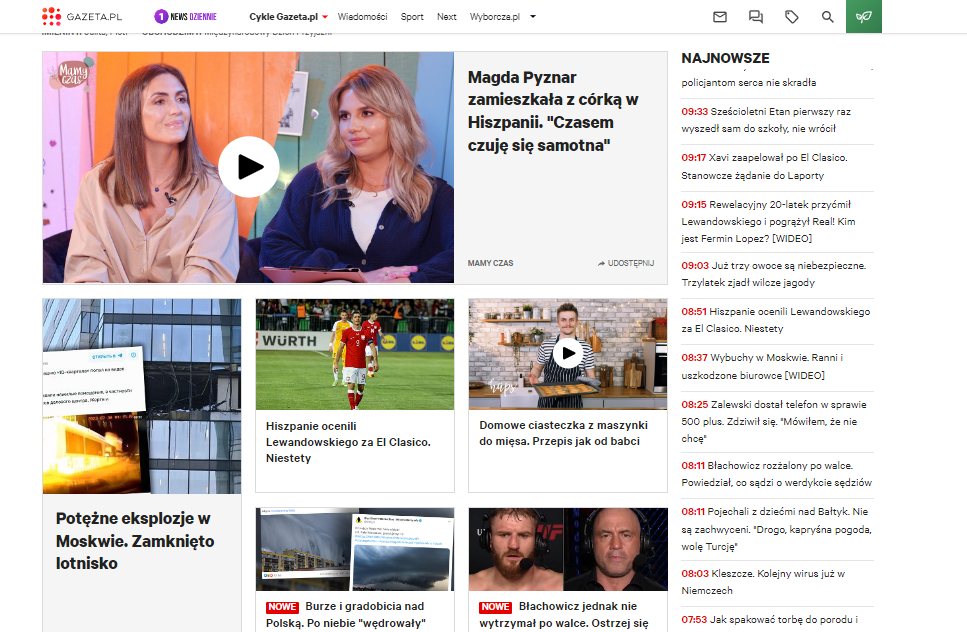 GAZETA.PL
1 NEWS DZIENNIE
Cykle Gazeta.pl
Wiadomości
Sport
Next
Wyborcza.pl
Mamy
czas
Magda Pyznar
zamieszkała z córką w
Hiszpanii. "Czasem
czuję się samotna"
MAMY CZAS
UDOSTĘPNIJ
Potężne eksplozje w
Moskwie. Zamknięto
lotnisko
WÜRTH
9
Hiszpanie ocenili
Lewandowskiego za El Clasico.
Niestety
haps
Domowe ciasteczka z maszynki
do mięsa. Przepis jak od babci
NOWE Burze i gradobicia nad
Polską. Po niebie "wędrowały"
NOWE Błachowicz jednak nie
wytrzymał po walce. Ostrzej się
NAJNOWSZE
policjantom serca nie skradła
09:33 Sześcioletni Etan pierwszy raz
wyszedł sam do szkoły, nie wrócił
09:17 Xavi zaapelował po El Clasico.
Stanowcze żądanie do Laporty
09:15 Rewelacyjny 20-latek przyćmił
Lewandowskiego i pogrążył Real! Kim
jest Fermin Lopez? [WIDEO]
09:03 Już trzy owoce są niebezpieczne.
Trzylatek zjadł wilcze jagody
08:51 Hiszpanie ocenili Lewandowskiego
za El Clasico. Niestety
08:37 Wybuchy w Moskwie. Ranni i
uszkodzone biurowce [WIDEO]
08:25 Zalewski dostał telefon w sprawie
500 plus. Zdziwił się. "Mówiłem, że nie
chcę"
08:11 Błachowicz rozżalony po walce.
Powiedział, co sądzi o werdykcie sędziów
08:11 Pojechali z dziećmi nad Bałtyk. Nie
są zachwyceni. "Drogo, kapryśna pogoda,
wolę Turcję"
08:03 Kleszcze. Kolejny wirus już w
Niemczech
07:53 Jak spakować torbę do porodu i